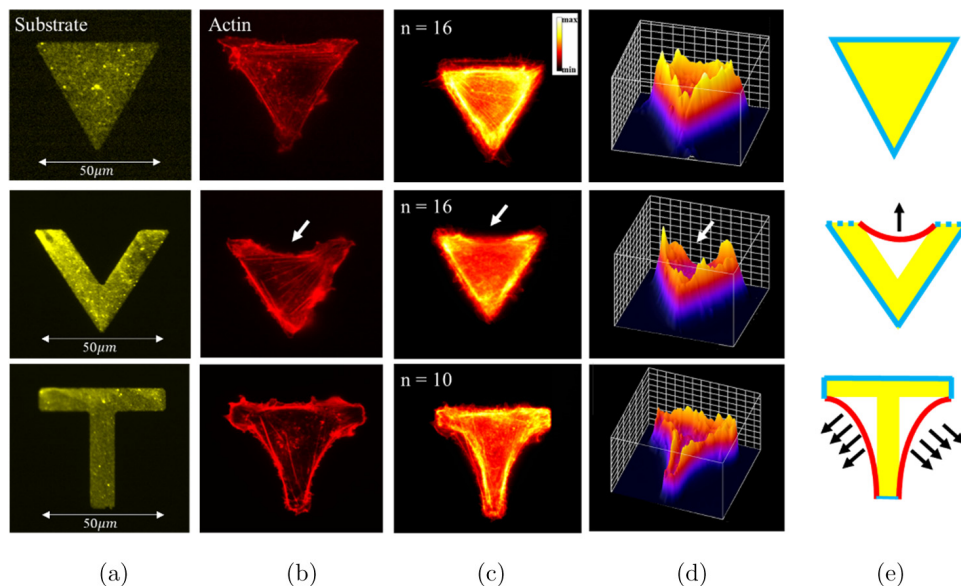 Substrate
Actin
n = 16
max
min
50μm
n = 16
50μm
n = 10
50μm
(a)
(b)
(c)
(d)
(e)